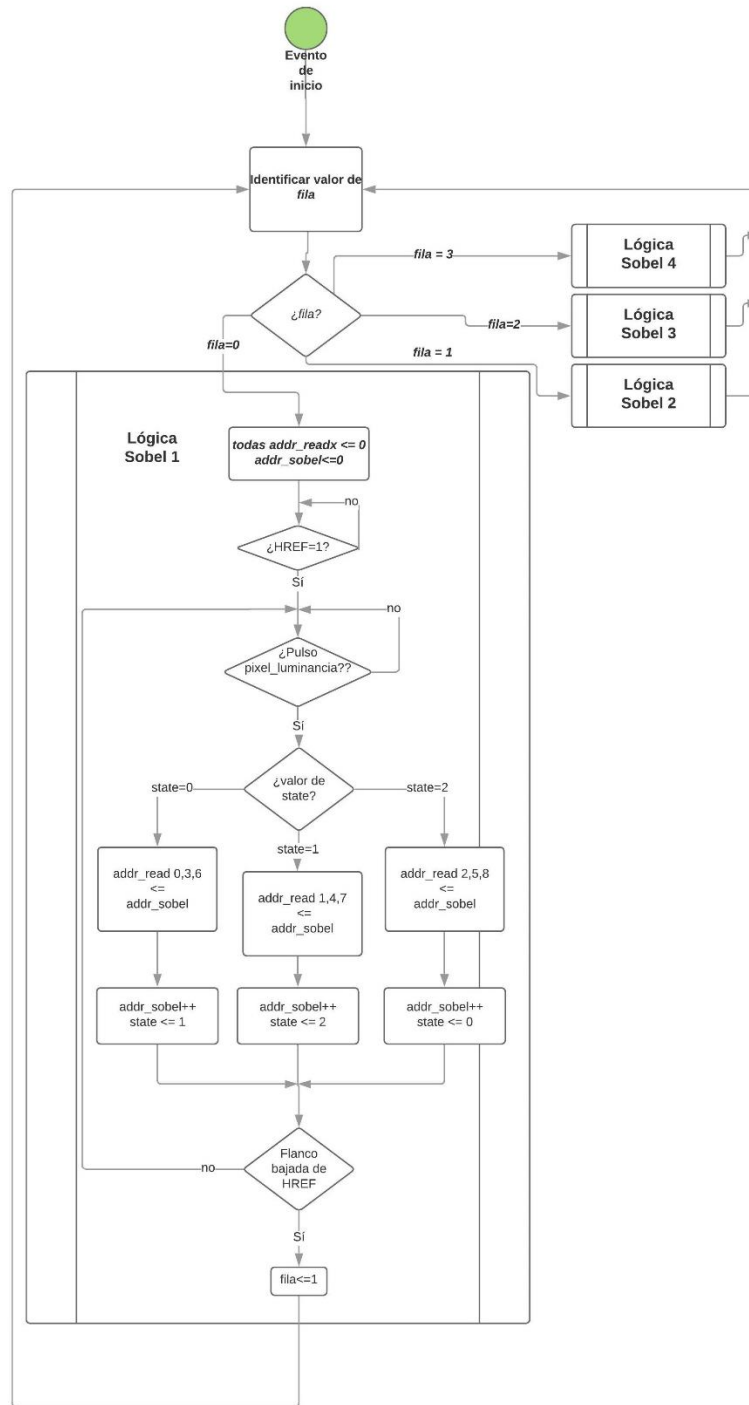 Evento
de
inicio
Identificar valor de
fila
¿fila?
fila = 3
fila=2
fila = 1
fila=0
Lógica
Sobel 4
Lógica
Sobel 3
Lógica
Sobel 2
Lógica
Sobel 1
todas addr_readx <= 0
addr_sobel<=0
no
¿HREF=1?
Sí
no
¿Pulso
pixel_luminancia??
Sí
¿valor de
state?
state=0
state=2
state=1
addr_read 0,3,6
<=
addr_sobel
addr_read 1,4,7
<=
addr_sobel
addr_read 2,5,8
<=
addr_sobel
addr_sobel++
state <= 1
addr_sobel++
state <= 2
addr_sobel++
state <= 0
Flanco
bajada de
HREF
no
Sí
fila<=1